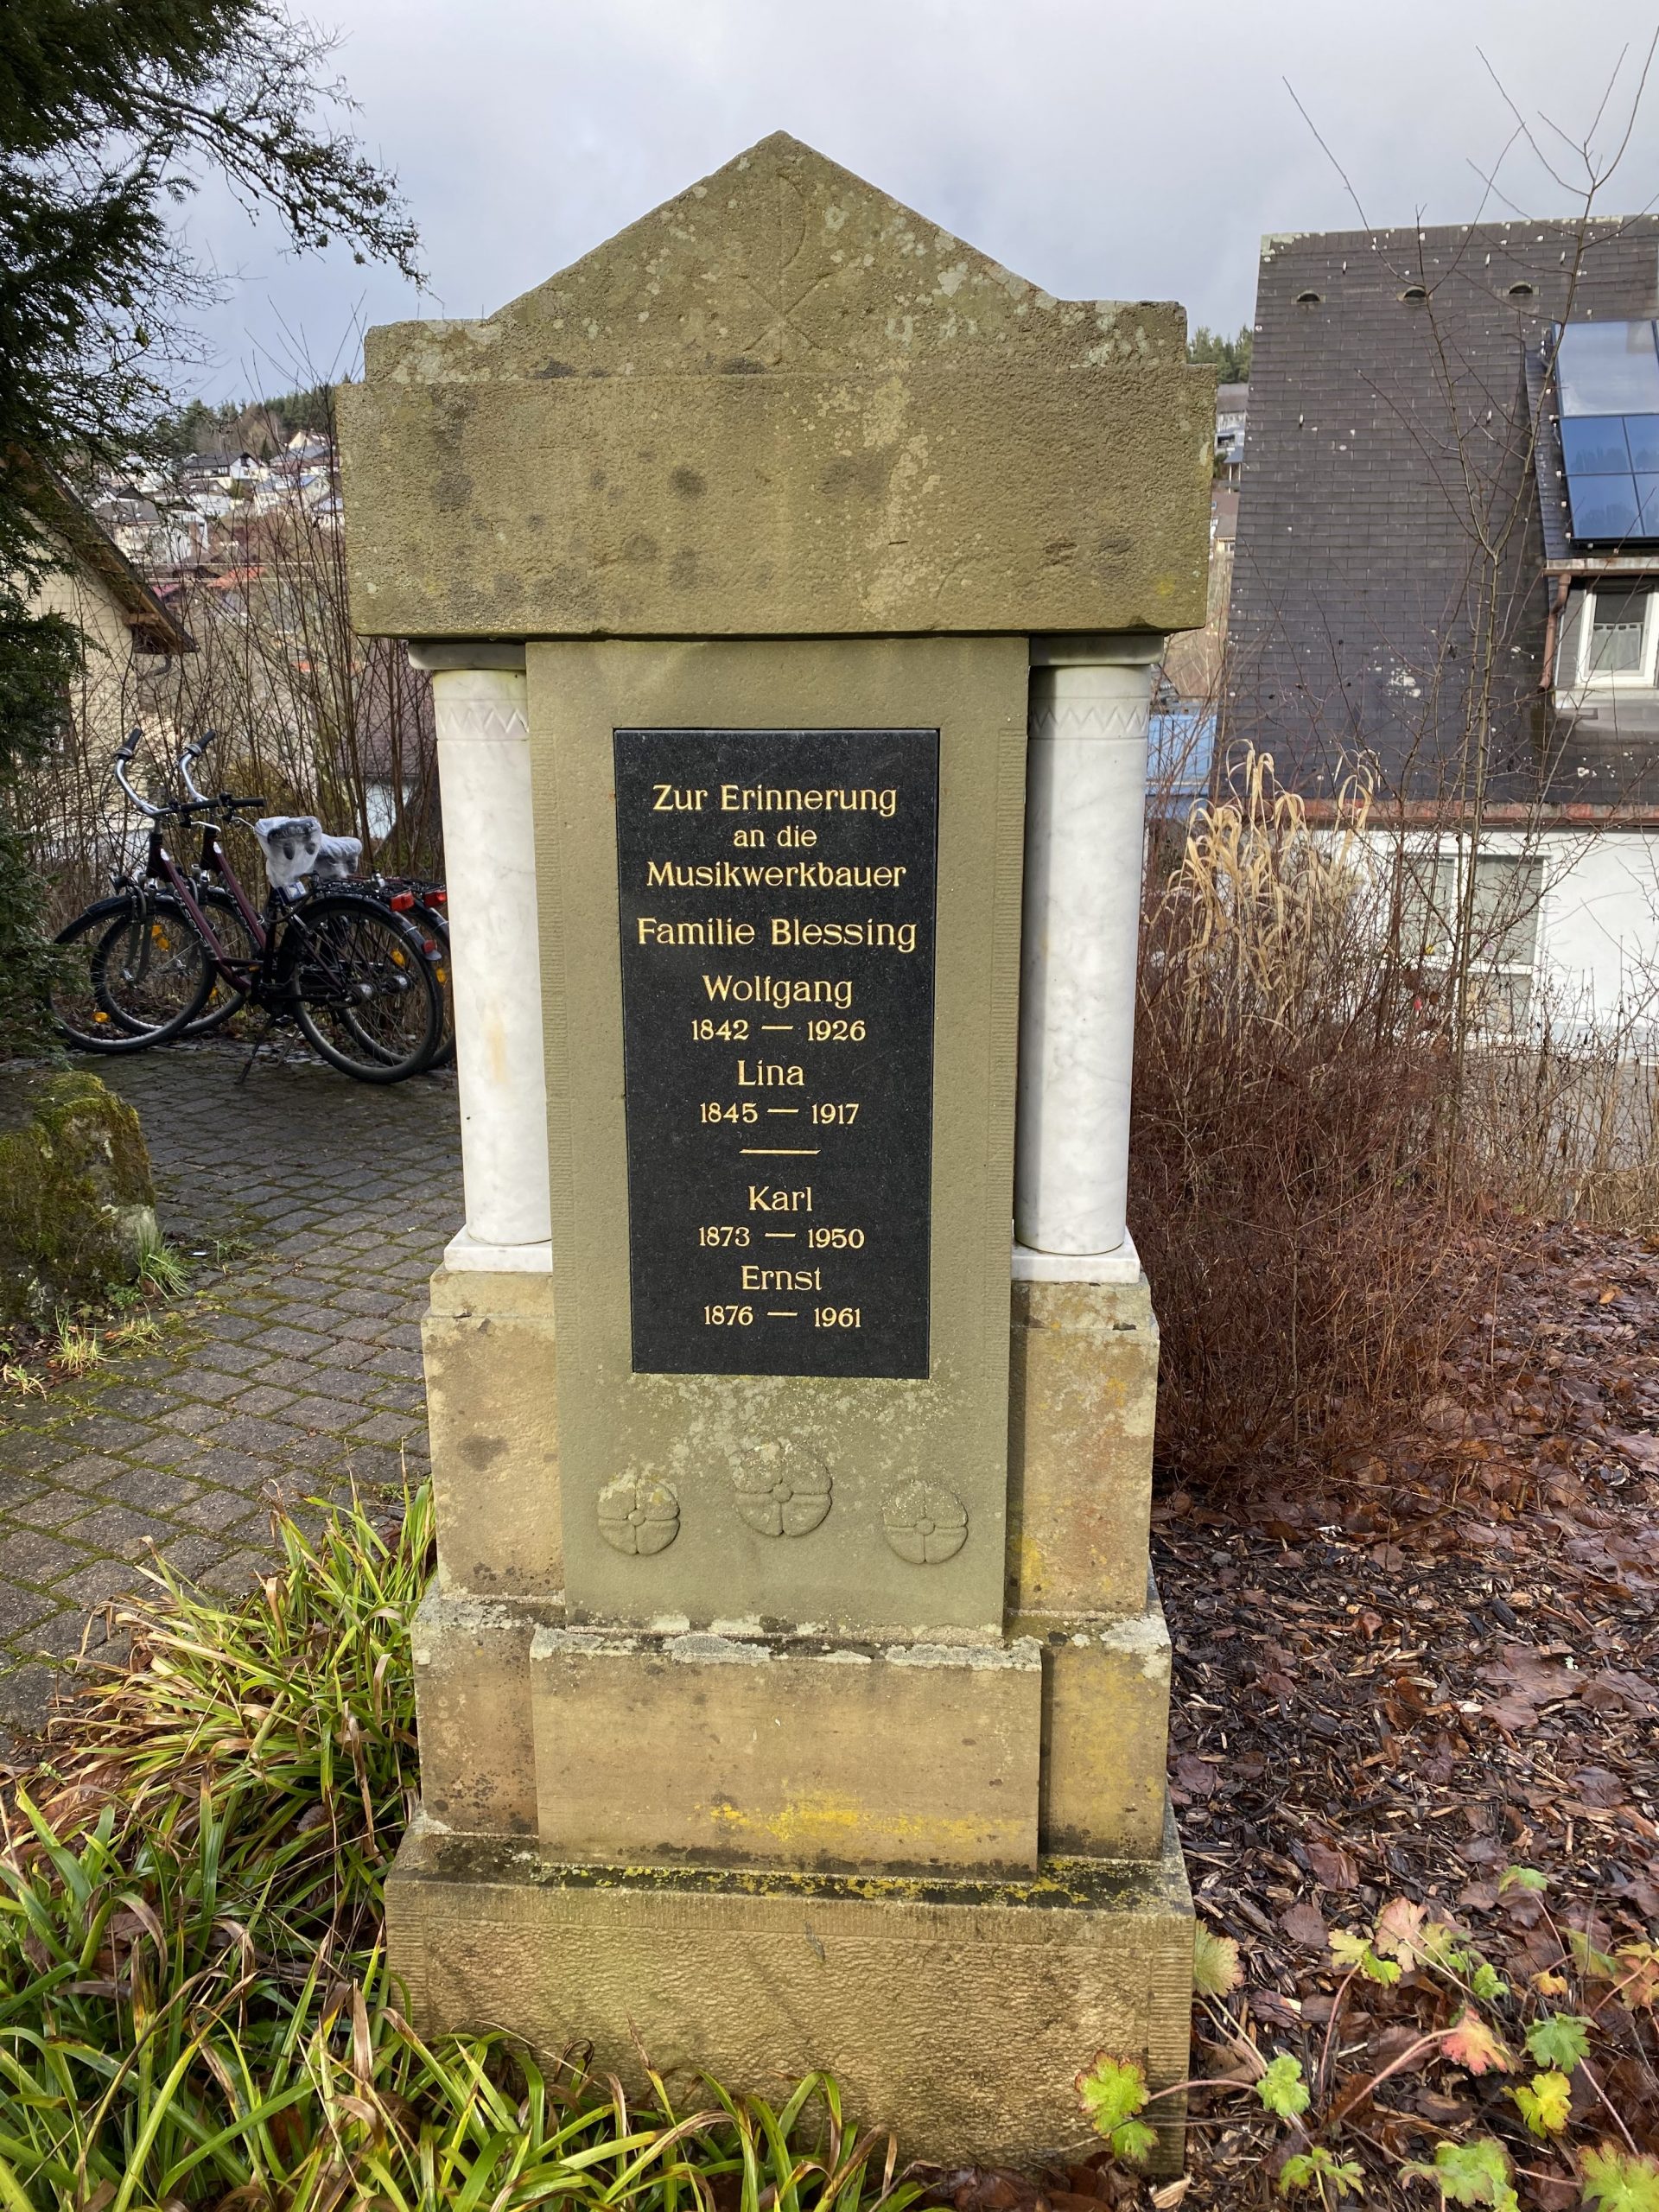 Zur Erinnerung
an die
Musikwerkbauer
Familie Blessing
Wolfgang
1842 — 1926
Lina
1845 — 1917
Karl
1873 — 1950
Ernst
1876 — 1961